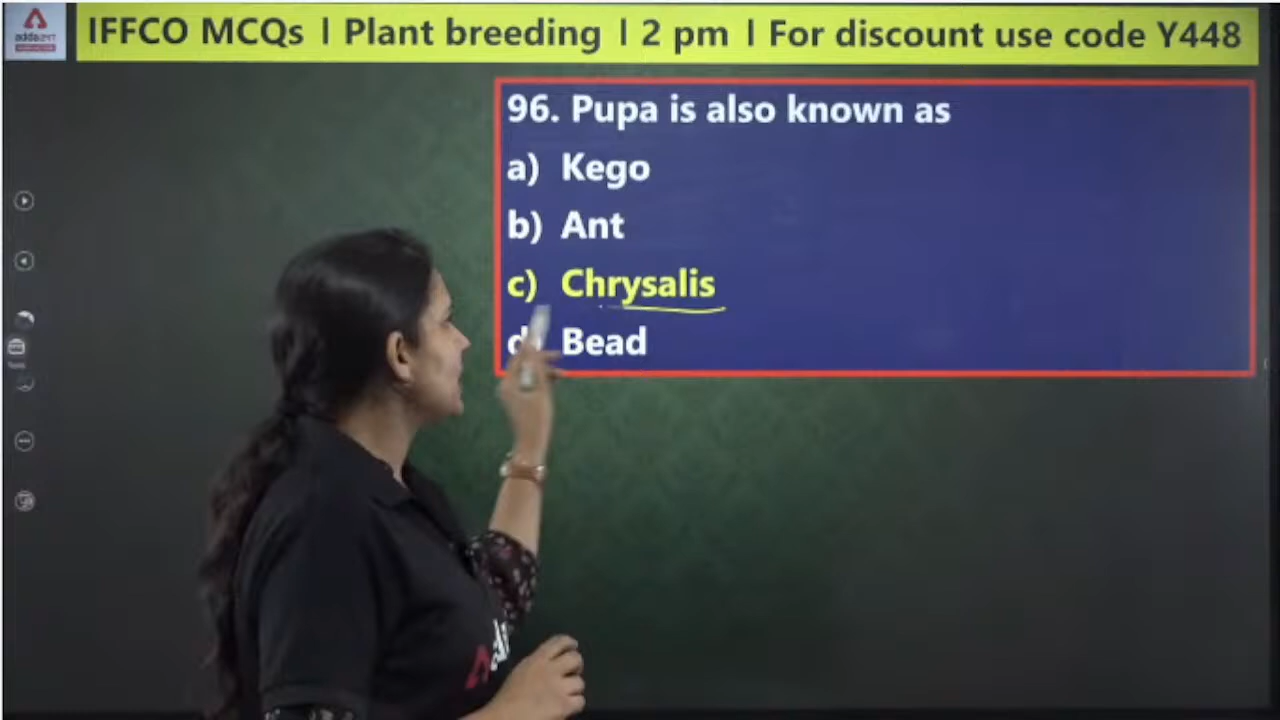 adda247
IFFCO MCQs I Plant breeding I 2 pm I For discount use code Y448
96. Pupa is also known as
a) Kego
b) Ant
c) Chrysalis
d) Bead